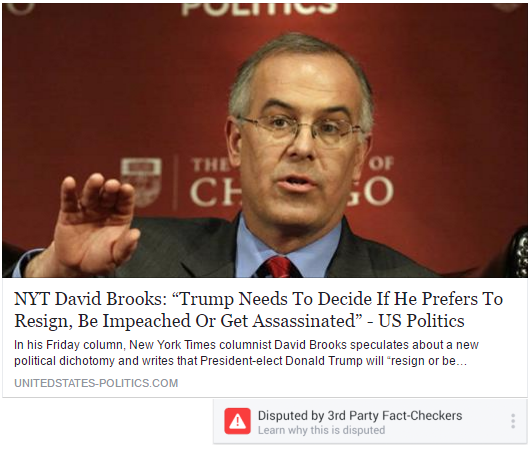 POLITICS
THE
OF
CH
GO
NYT David Brooks: “Trump Needs To Decide If He Prefers To
Resign, Be Impeached Or Get Assassinated” - US Politics
In his Friday column, New York Times columnist David Brooks speculates about a new
political dichotomy and writes that President-elect Donald Trump will “resign or be…
UNITEDSTATES-POLITICS.COM
Disputed by 3rd Party Fact-Checkers
Learn why this is disputed